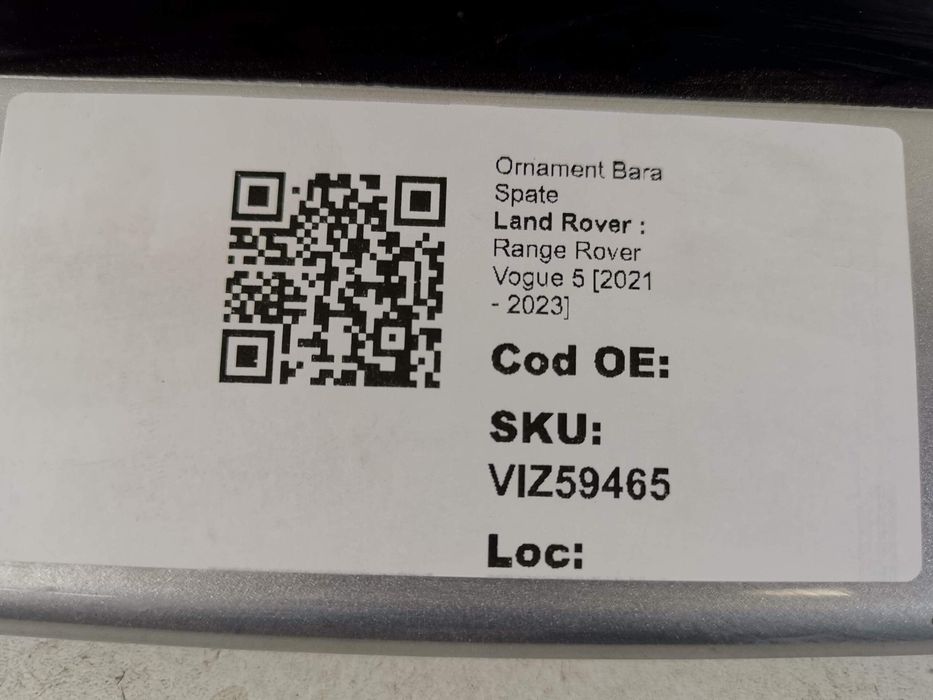 Ornament Bara
Spate
Land Rover :
Range Rover
Vogue 5 [2021
- 2023]
Cod OE:
SKU:
VIZ59465
Loc: